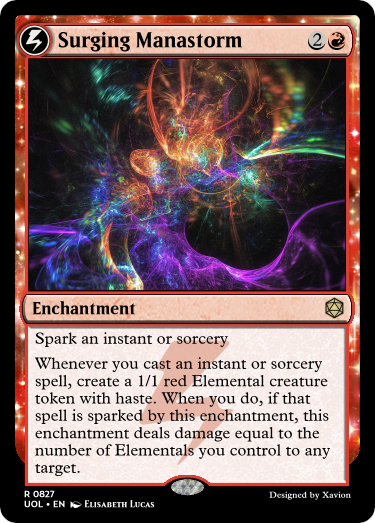 Surging Manastorm 2
Enchantment
Spark an instant or sorcery
Whenever you cast an instant or sorcery
spell, create a 1/1 red Elemental creature
token with haste. When you do, if that
spell is sparked by this enchantment, this
enchantment deals damage equal to the
number of Elementals you control to any
target.
R 0827
UOL • EN Elisabeth Lucas
Designed by Xavion